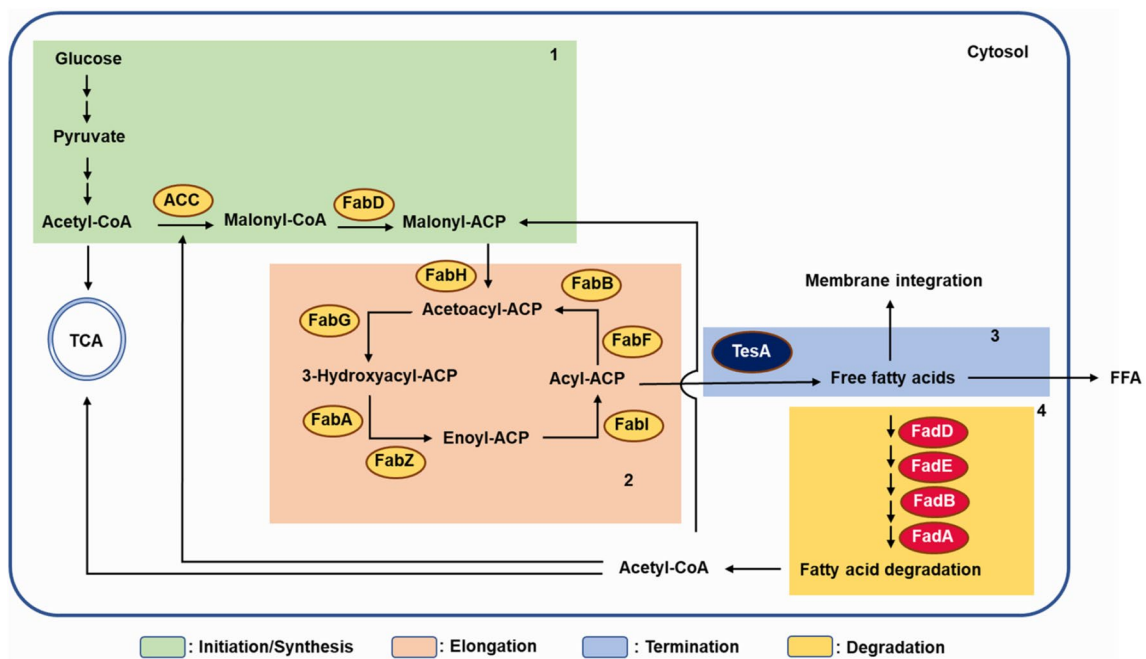 1
Cytosol
Glucose
Pyruvate
ACC
FabD
Acetyl-CoA
Malonyl-CoA
Malonyl-ACP
FabH
FabB
Membrane integration
Acetoacyl-ACP
FabG
TCA
FabF
TesA
3
3-Hydroxyacyl-ACP
Acyl-ACP
Free fatty acids
FFA
FabA
FabI
4
Enoyl-ACP
FabZ
2
FadD
FadE
FadB
FadA
Acetyl-CoA
Fatty acid degradation
: Initiation/Synthesis
: Elongation
: Termination
: Degradation